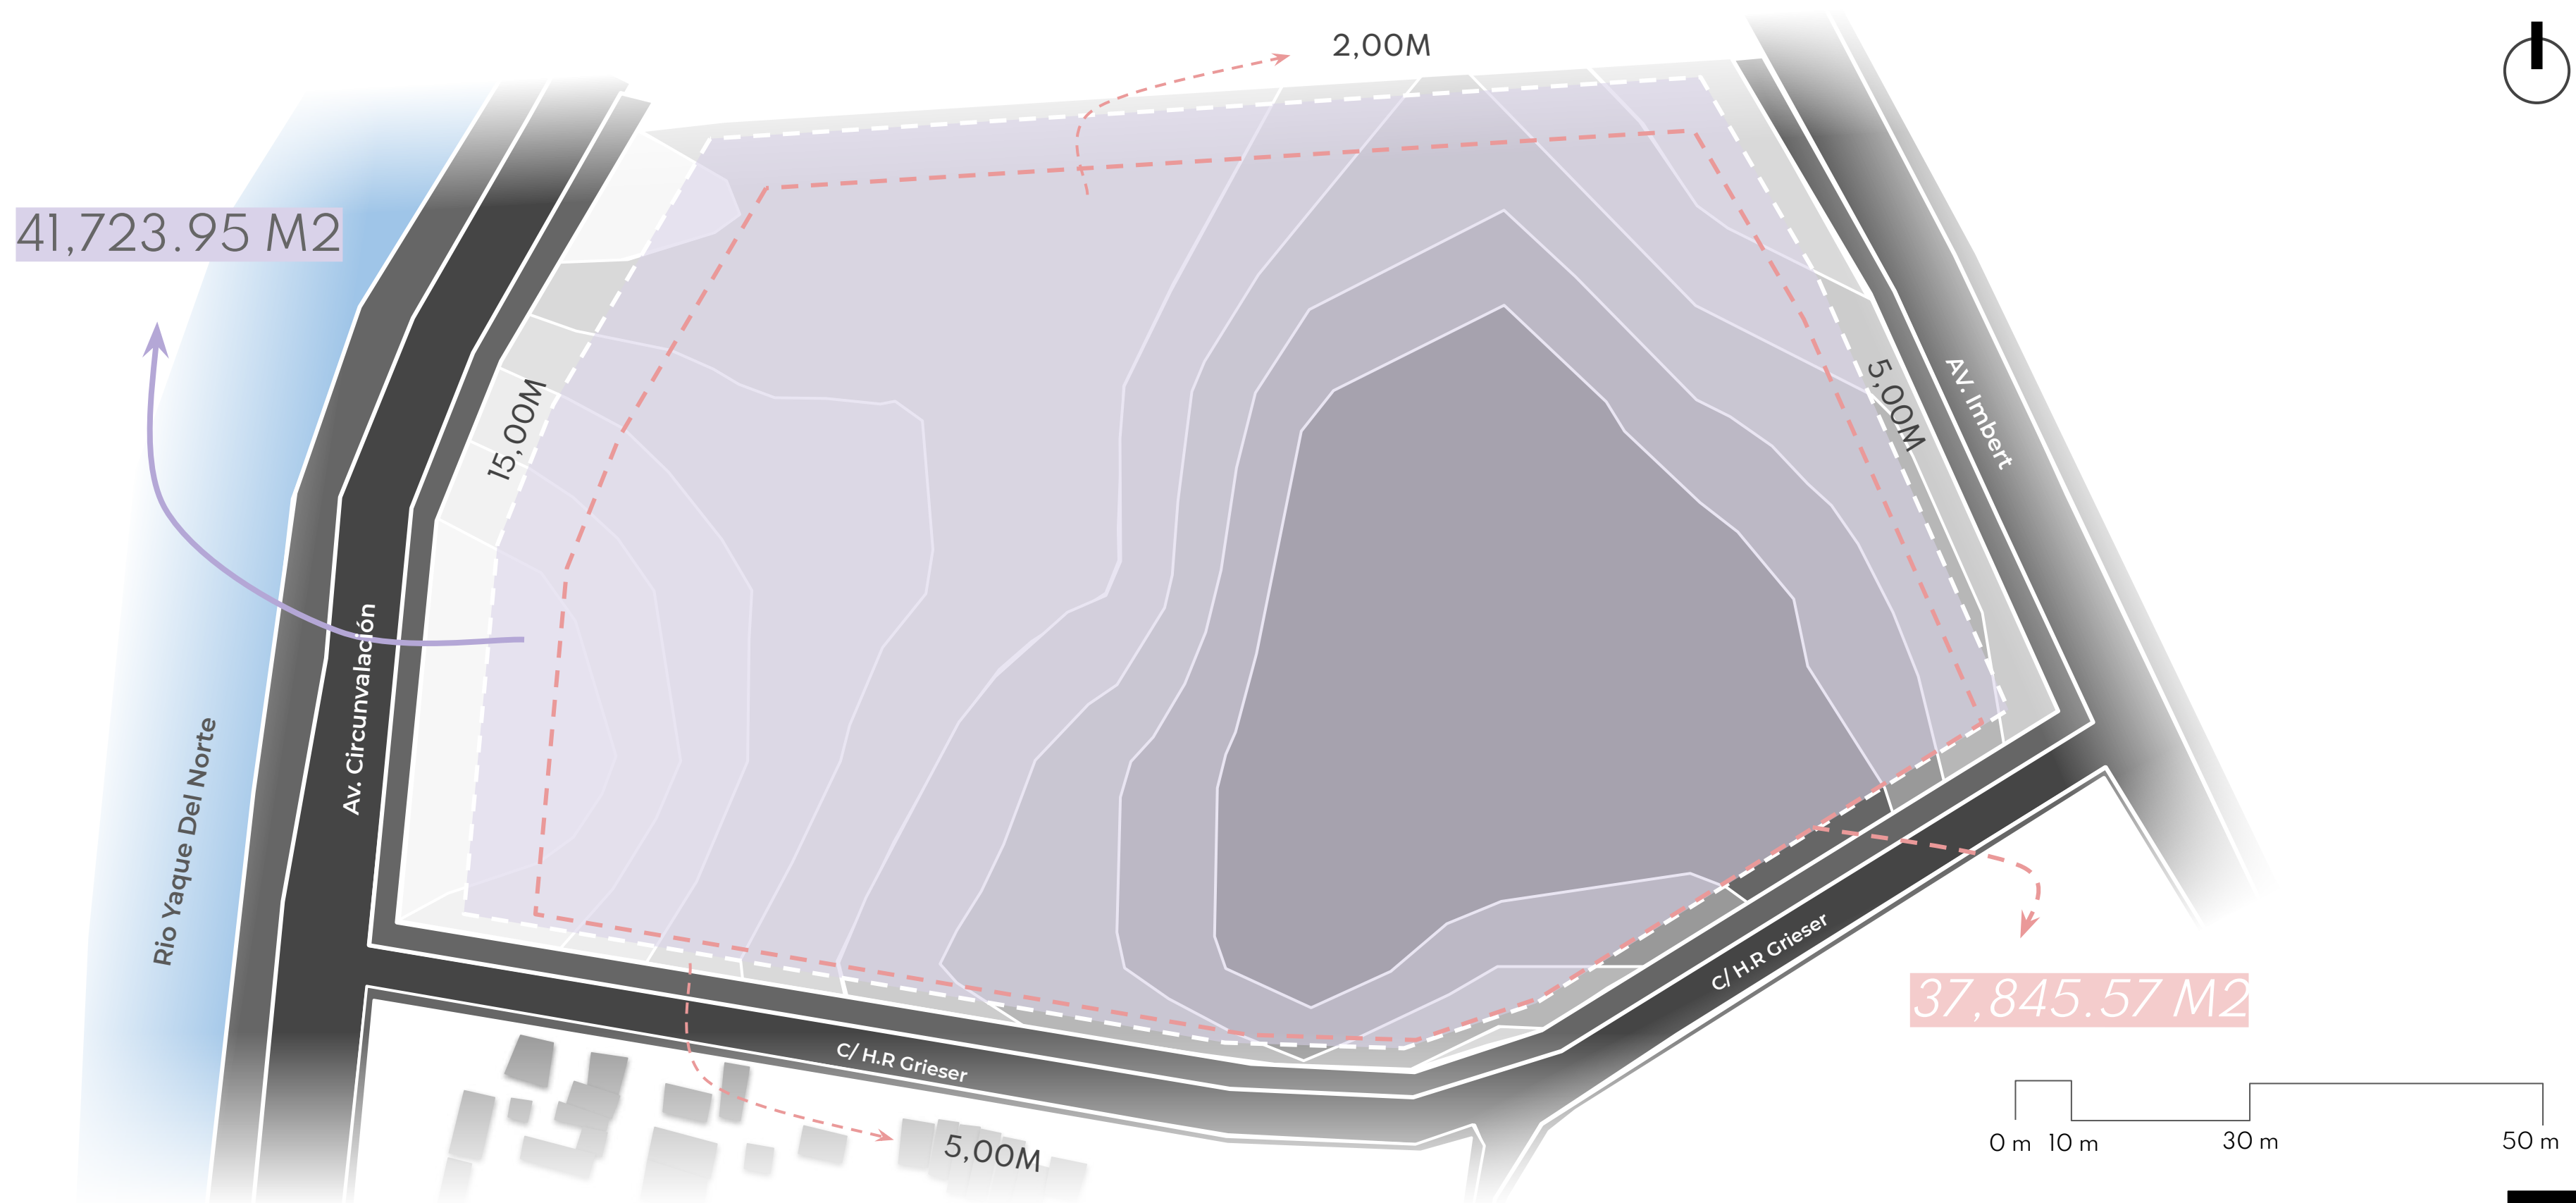 2,00M
41,723.95 M2
15,00M
5,00M
AV. Imbert
Av. Circunvalación
Rio Yaque Del Norte
C/ H.R Grieser
37,845.57 M2
C/ H.R Grieser
5,00M
0 m 10 m 30 m 50 m